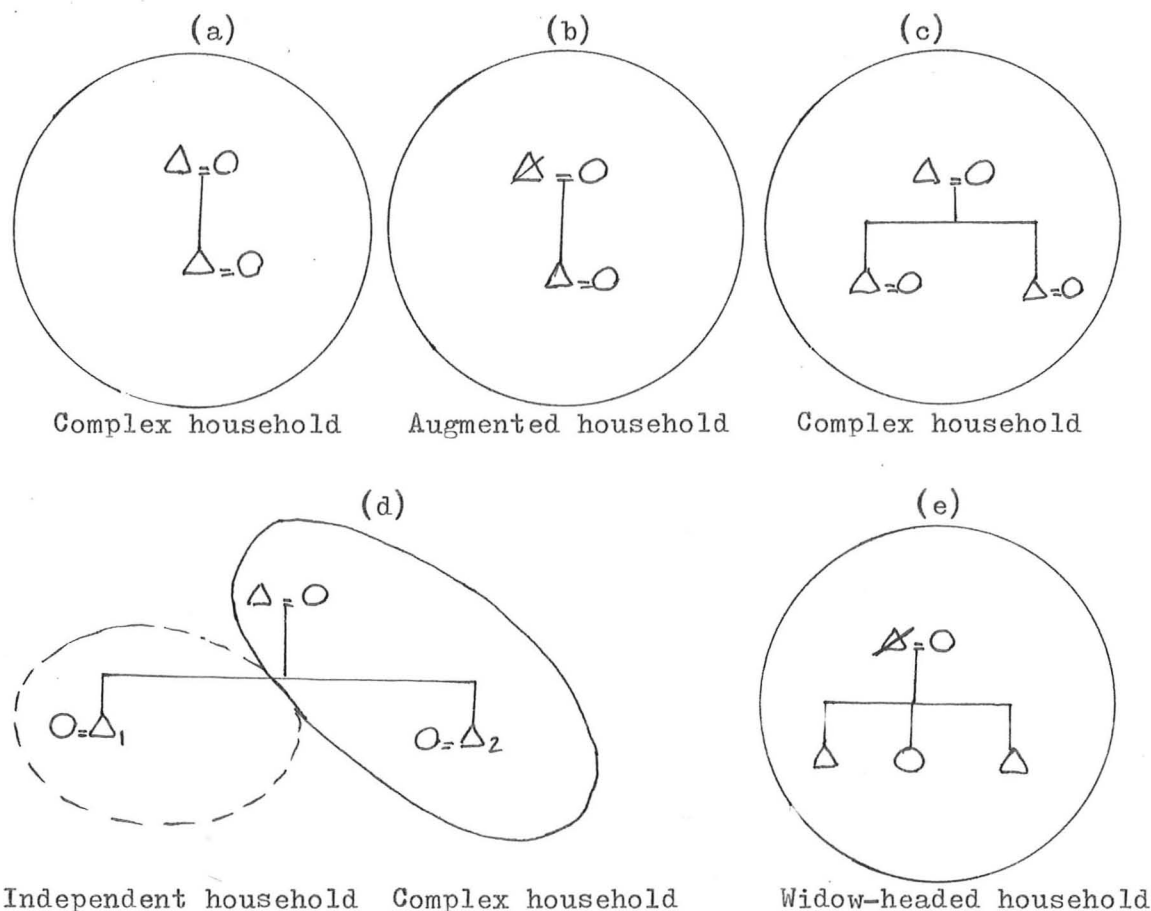 (a) (b) (c)
Complex household Augmented household Complex household
(d) (e)
1 2
Independent household Complex household Widow-headed household